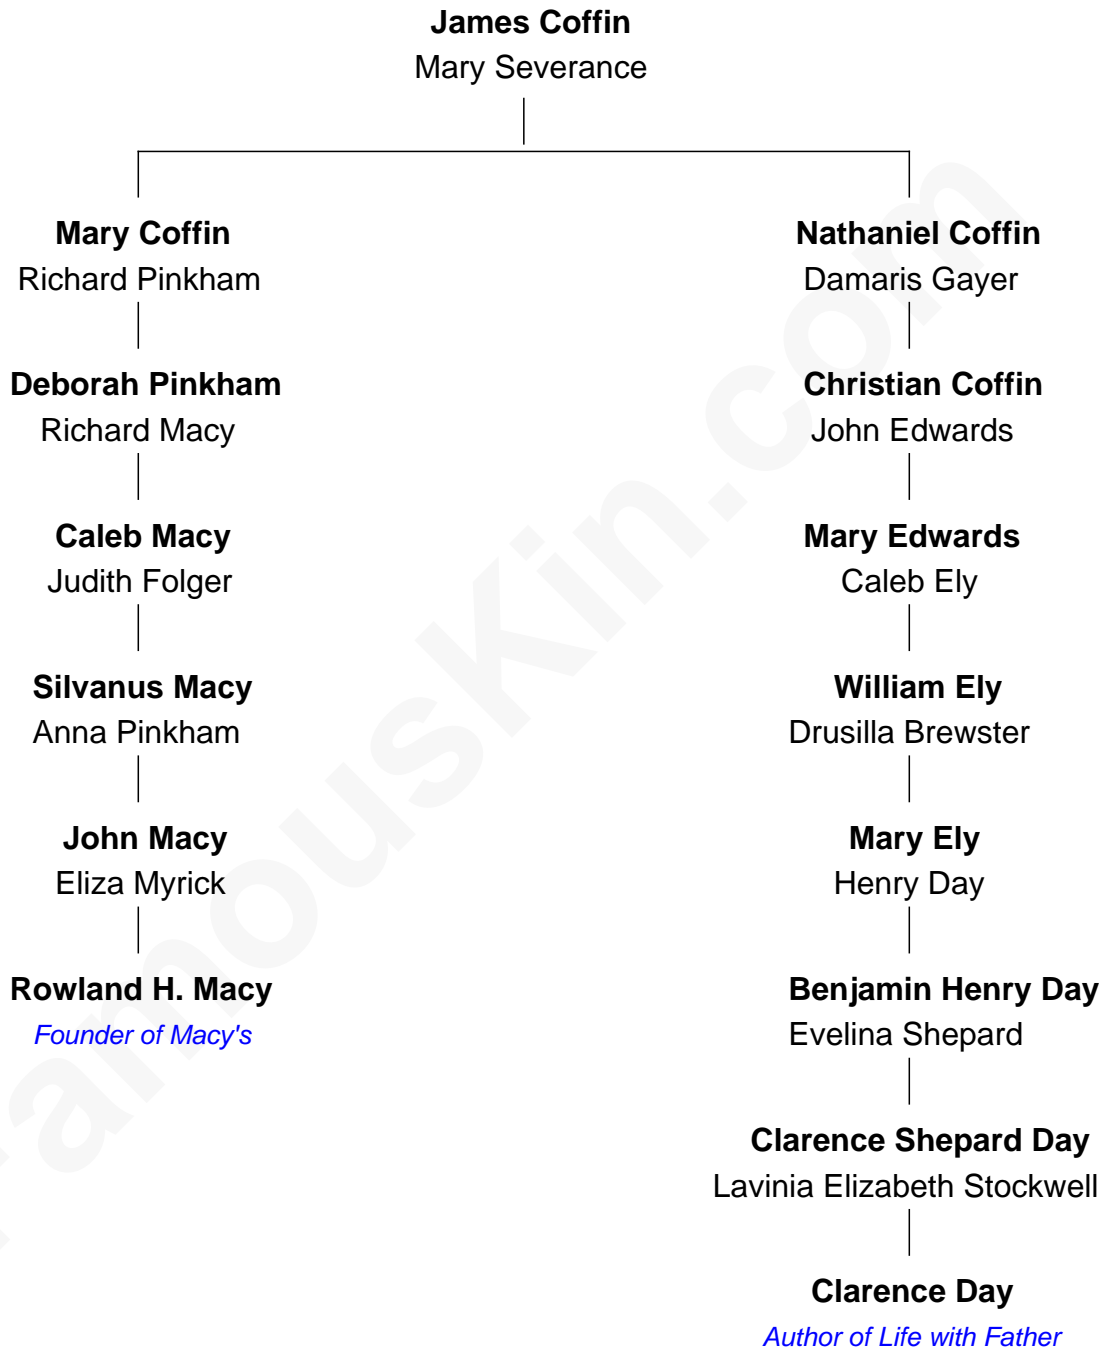 James Coffin
Mary Severance
Mary Coffin
Richard Pinkham
Nathaniel Coffin
Damaris Gayer
Deborah Pinkham
Richard Macy
Christian Coffin
John Edwards
Caleb Macy
Judith Folger
Mary Edwards
Caleb Ely
Silvanus Macy
Anna Pinkham
William Ely
Drusilla Brewster
John Macy
Eliza Myrick
Mary Ely
Henry Day
Rowland H. Macy
Founder of Macy's
Benjamin Henry Day
Evelina Shepard
Clarence Shepard Day
Lavinia Elizabeth Stockwell
Clarence Day
Author of Life with Father
FamousKin.com